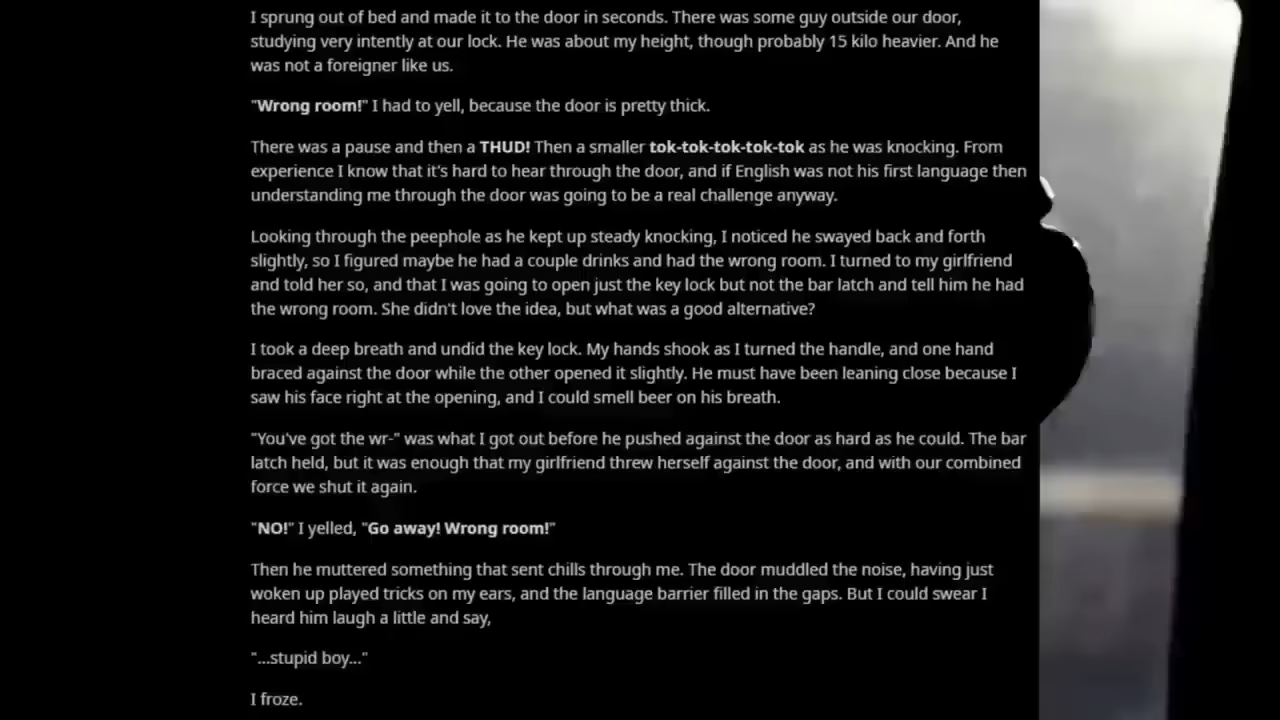 I sprung out of bed and made it to the door in seconds. There was some guy outside our door,
studying very intently at our lock. He was about my height, though probably 15 kilo heavier. And he
was not a foreigner like us.
"Wrong room!" I had to yell, because the door is pretty thick.
There was a pause and then a THUD! Then a smaller tok-tok-tok-tok-tok as he was knocking. From
experience I know that it's hard to hear through the door, and if English was not his first language then
understanding me through the door was going to be a real challenge anyway.
Looking through the peephole as he kept up steady knocking, I noticed he swayed back and forth
slightly, so I figured maybe he had a couple drinks and had the wrong room. I turned to my girlfriend
and told her so, and that I was going to open just the key lock but not the bar latch and tell him he had
the wrong room. She didn't love the idea, but what was a good alternative?
I took a deep breath and undid the key lock. My hands shook as I turned the handle, and one hand
braced against the door while the other opened it slightly. He must have been leaning close because I
saw his face right at the opening, and I could smell beer on his breath.
"You've got the wr-" was what I got out before he pushed against the door as hard as he could. The bar
latch held, but it was enough that my girlfriend threw herself against the door, and with our combined
force we shut it again.
"NO!" I yelled, "Go away! Wrong room!"
Then he muttered something that sent chills through me. The door muddled the noise, having just
woken up played tricks on my ears, and the language barrier filled in the gaps. But I could swear I
heard him laugh a little and say,
"...stupid boy..."
I froze.